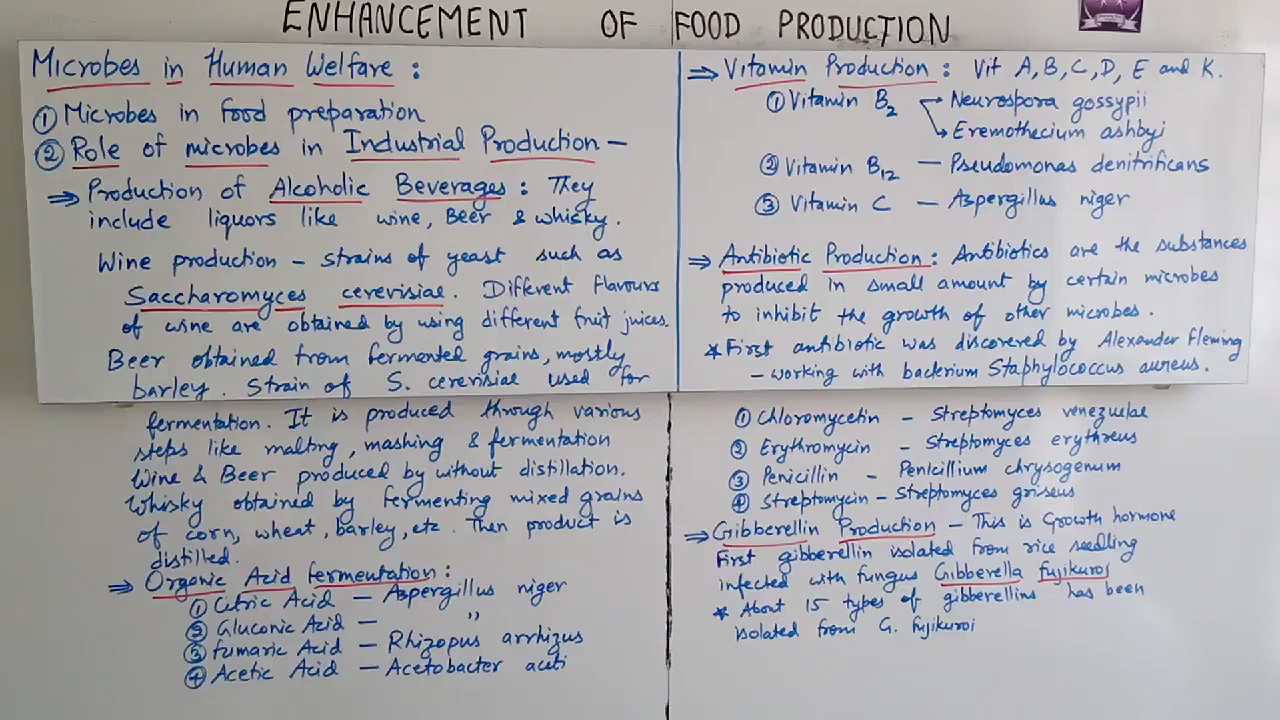 ENHANCEMENT OF FOOD PRODUCTION
Microbes in Human Welfare :
① Microbes in food preparation
② Role of microbes in Industrial Production -
⇒ Production of Alcoholic Beverages : They
include liquors like wine, Beer & whisky.
Wine production - strains of yeast such as
Saccharomyces cerevisiae. Different flavours
of wine are obtained by using different fruit juices.
Beer obtained from fermented grains, mostly
barley. Strain of S. cerevisiae used for
fermentation. It is produced through various
steps like malting, mashing & fermentation
Wine & Beer produced by without distillation.
Whisky obtained by fermenting mixed grains
of corn, wheat, barley, etc. Then product is
distilled.
⇒ Organic Acid fermentation :
① Citric Acid - Aspergillus niger
② Gluconic Acid - "
③ fumaric Acid - Rhizopus arrhizus
④ Acetic Acid - Acetobacter aceti
⇒ Vitamin Production : Vit A, B, C, D, E and K.
① Vitamin B₂ → Neurospora gossypii
→ Eremothecium ashbyi
② Vitamin B₁₂ - Pseudomonas denitrificans
③ Vitamin C - Aspergillus niger
⇒ Antibiotic Production : Antibiotics are the substances
produced in small amount by certain microbes
to inhibit the growth of other microbes.
* First antibiotic was discovered by Alexander Fleming
- working with bacterium Staphylococcus aureus.
① Chloromycetin - Streptomyces venezuelae
② Erythromycin - Streptomyces erythreus
③ Penicillin - Penicillium chrysogenum
④ Streptomycin - Streptomyces griseus
⇒ Gibberellin Production - This is Growth hormone
First gibberellin isolated from rice seedling
infected with fungus Gibberella fujikuroi
* About 15 types of gibberellins has been
isolated from G. fujikuroi